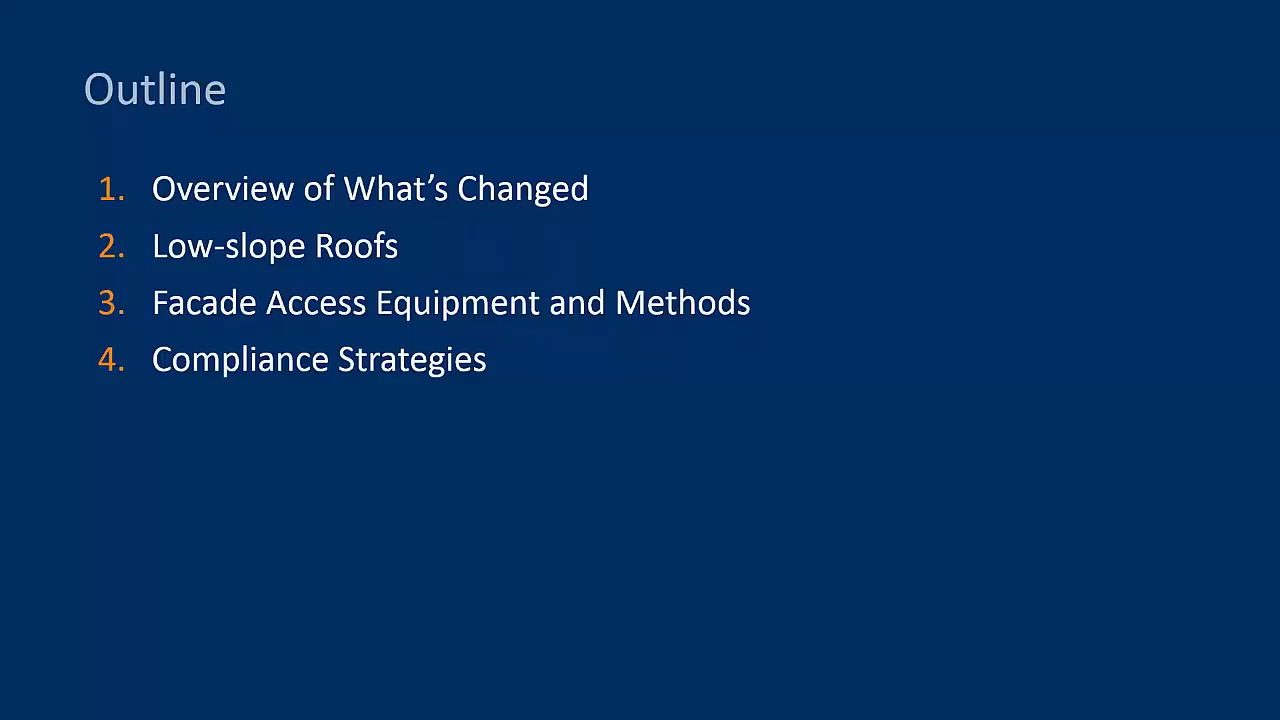 Outline
1. Overview of What’s Changed
2. Low-slope Roofs
3. Facade Access Equipment and Methods
4. Compliance Strategies